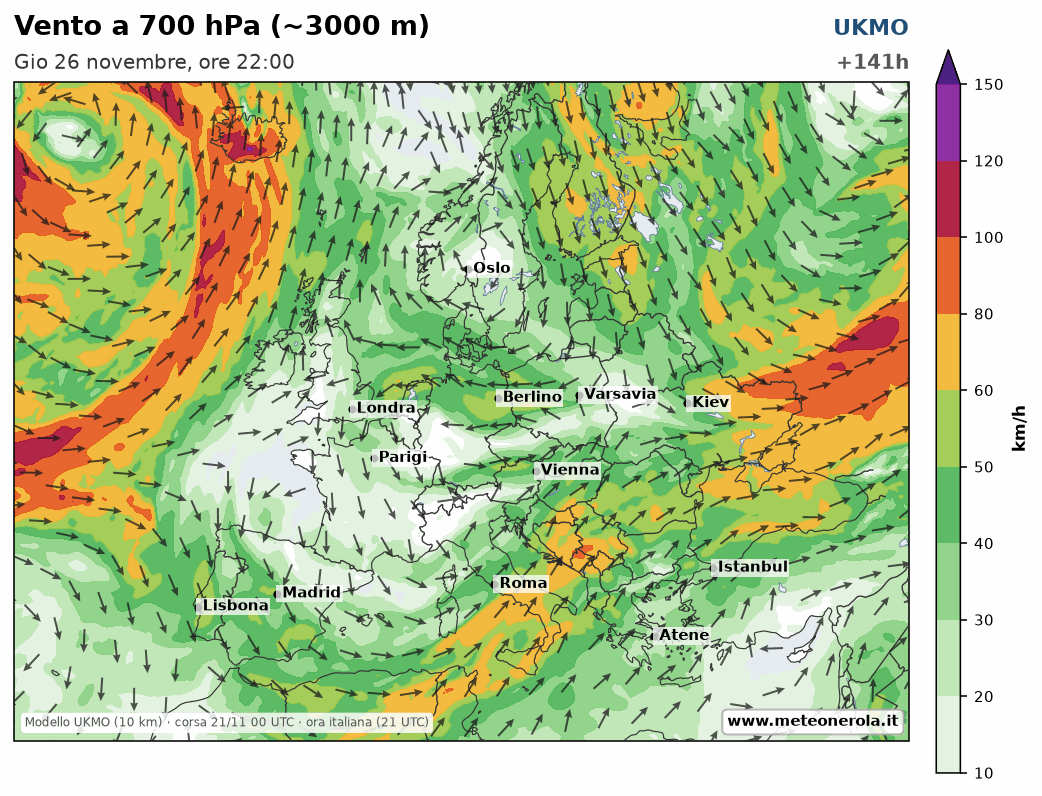 Vento a 700 hPa (~3000 m)
UKMO
Gio 26 novembre, ore 22:00
+141h
150
120
100
80
60
50
40
30
20
10
km/h
Oslo
Londra
Berlino
Varsavia
Kiev
Parigi
Vienna
Istanbul
Roma
Madrid
Lisbona
Atene
Modello UKMO (10 km) · corsa 21/11 00 UTC · ora italiana (21 UTC)
www.meteonerola.it